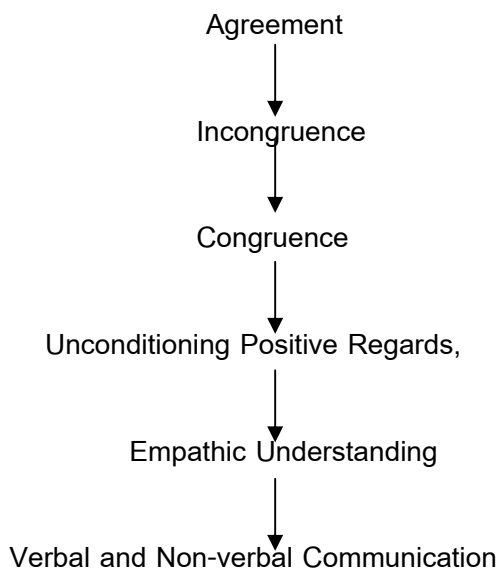 Agreement
Incongruence
Congruence
Unconditioning Positive Regards,
Empathic Understanding
Verbal and Non-verbal Communication